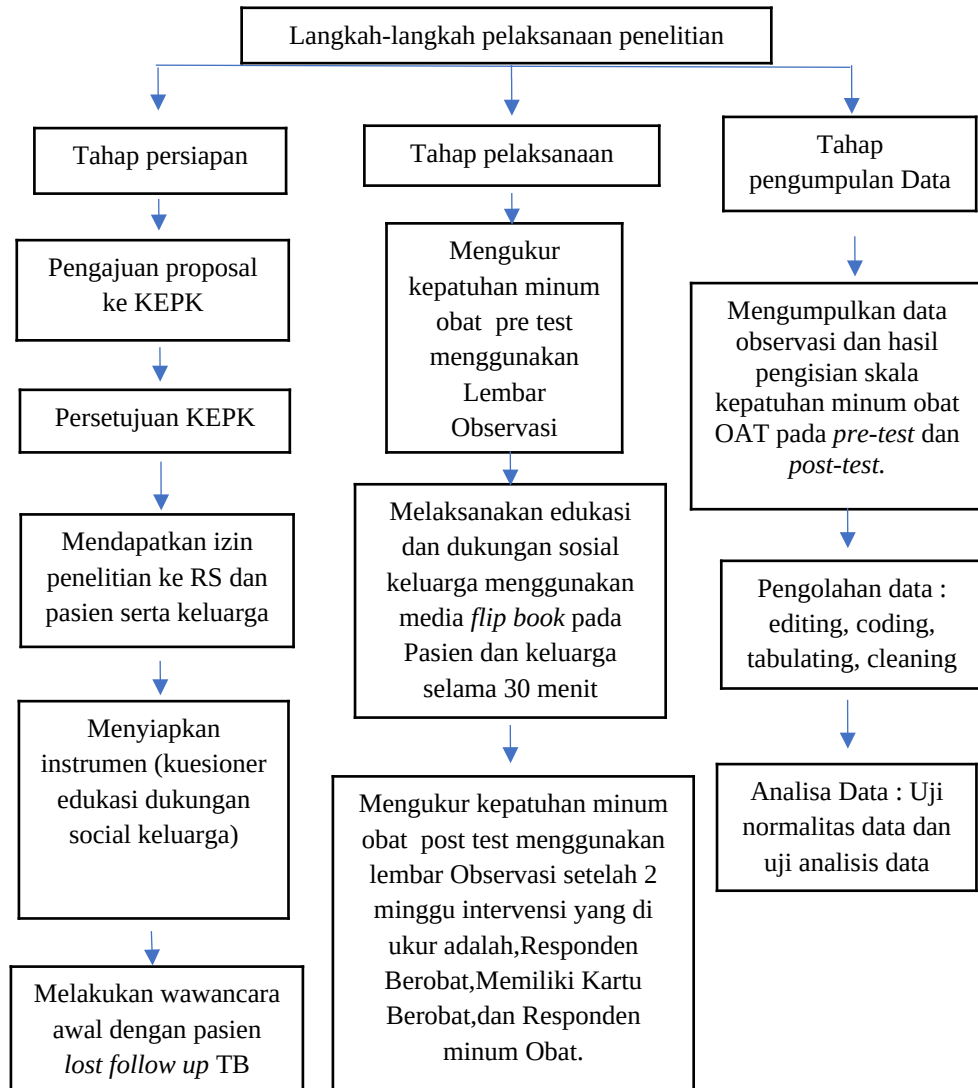 Langkah-langkah pelaksanaan penelitian
Tahap persiapan
Pengajuan proposal
ke KEPK
Persetujuan KEPK
Mendapatkan izin
penelitian ke RS dan
pasien serta keluarga
Menyiapkan
instrumen (kuesioner
edukasi dukungan
social keluarga)
Melakukan wawancara
awal dengan pasien
lost follow up TB
Tahap pelaksanaan
Mengukur
kepatuhan minum
obat  pre test
menggunakan
Lembar
Observasi
Melaksanakan edukasi
dan dukungan sosial
keluarga menggunakan
media flip book pada
Pasien dan keluarga
selama 30 menit
Mengukur kepatuhan minum
obat  post test menggunakan
lembar Observasi setelah 2
minggu intervensi yang di
ukur adalah,Responden
Berobat,Memiliki Kartu
Berobat,dan Responden
minum Obat.
Tahap
pengumpulan Data
Mengumpulkan data
observasi dan hasil
pengisian skala
kepatuhan minum obat
OAT pada pre-test dan
post-test.
Pengolahan data :
editing, coding,
tabulating, cleaning
Analisa Data : Uji
normalitas data dan
uji analisis data